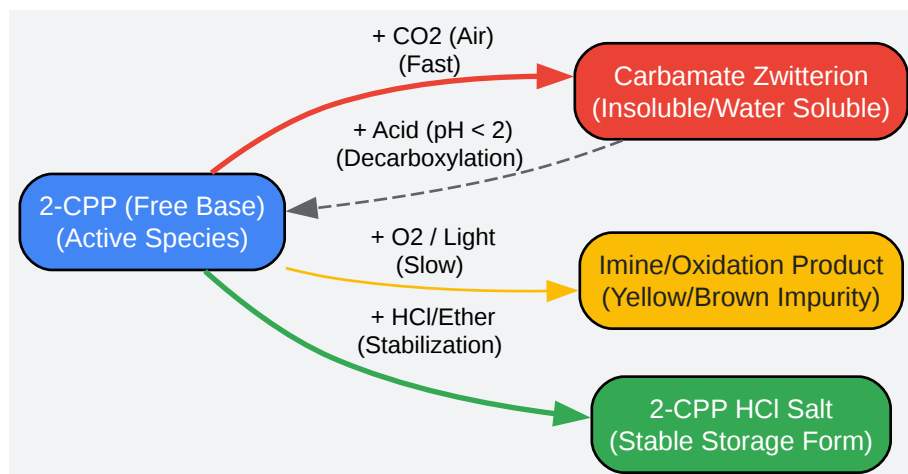 + CO2 (Air)
(Fast)
Carbamate Zwitterion
(Insoluble/Water Soluble)
+ Acid (pH < 2)
(Decarboxylation)
2-CPP (Free Base)
(Active Species)
+ O2 / Light
(Slow)
Imine/Oxidation Product
(Yellow/Brown Impurity)
+ HCl/Ether
(Stabilization)
2-CPP HCl Salt
(Stable Storage Form)